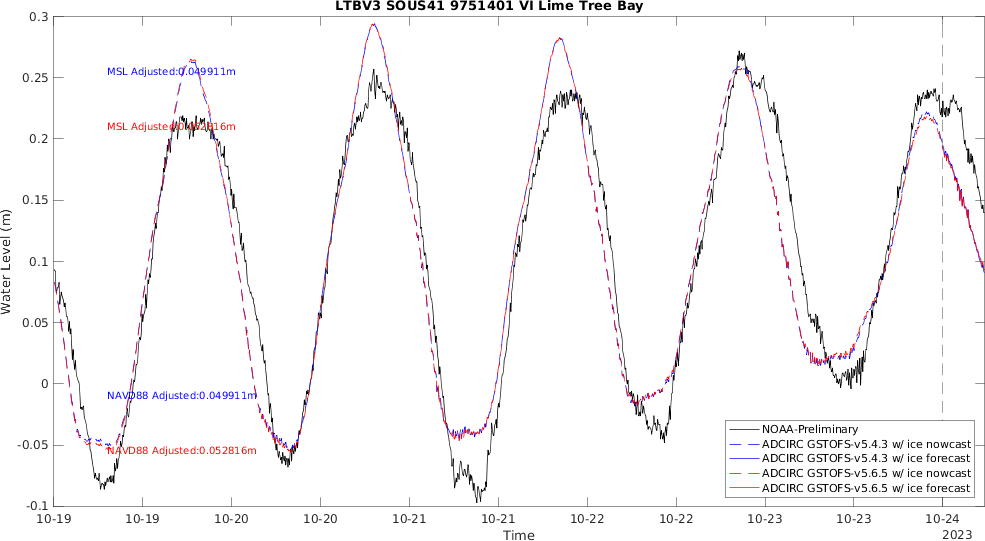 LTBV3 SOUS41 9751401 VI Lime Tree Bay
0.3
0.25
0.2
0.15
0.1
0.05
0
-0.05
-0.1
Water Level (m)
MSL Adjusted:0.049911m
MSL Adjusted:0.052816m
NAVD88 Adjusted:0.049911m
NAVD88 Adjusted:0.052816m
NOAA-Preliminary
ADCIRC GSTOFS-v5.4.3 w/ ice nowcast
ADCIRC GSTOFS-v5.4.3 w/ ice forecast
ADCIRC GSTOFS-v5.6.5 w/ ice nowcast
ADCIRC GSTOFS-v5.6.5 w/ ice forecast
10-19 10-19 10-20 10-20 10-21 10-21 10-22 10-22 10-23 10-23 10-24
Time 2023